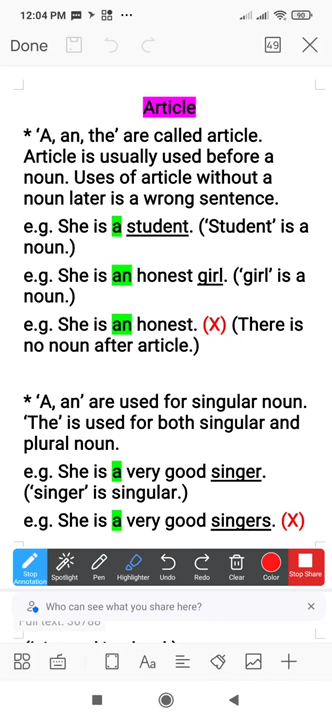 12:04 PM
90
Done
49
Article
* 'A, an, the' are called article.
Article is usually used before a
noun. Uses of article without a
noun later is a wrong sentence.
e.g. She is a student. ('Student' is a
noun.)
e.g. She is an honest girl. ('girl' is a
noun.)
e.g. She is an honest. (X) (There is
no noun after article.)
* 'A, an' are used for singular noun.
'The' is used for both singular and
plural noun.
e.g. She is a very good singer.
('singer' is singular.)
e.g. She is a very good singers. (X)
Stop Annotation Spotlight Pen Highlighter Undo Redo Clear Color Stop Share
Who can see what you share here?
Full text: 30788
Aa